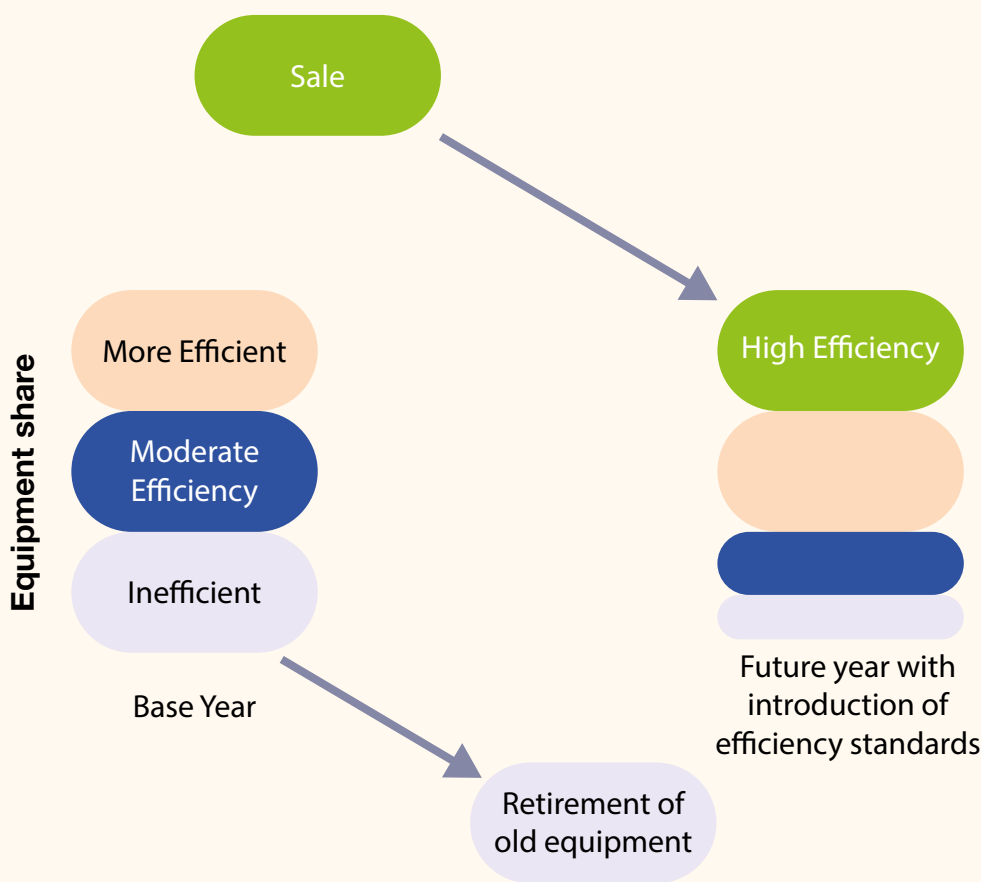 Sale
Equipment share
More Efficient
Moderate
Efficiency
Inefficient
Base Year
High Efficiency
Future year with
introduction of
efficiency standards
Retirement of
old equipment